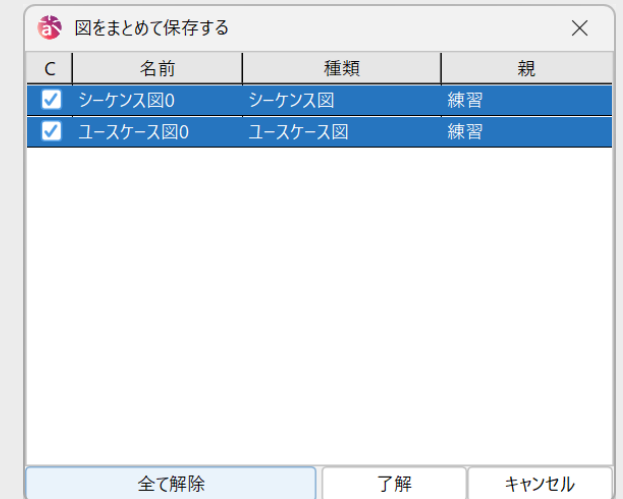 図をまとめて保存する
C 名前 種類 親
シーケンス図0 シーケンス図 練習
ユースケース図0 ユースケース図 練習
全て解除 了解 キャンセル